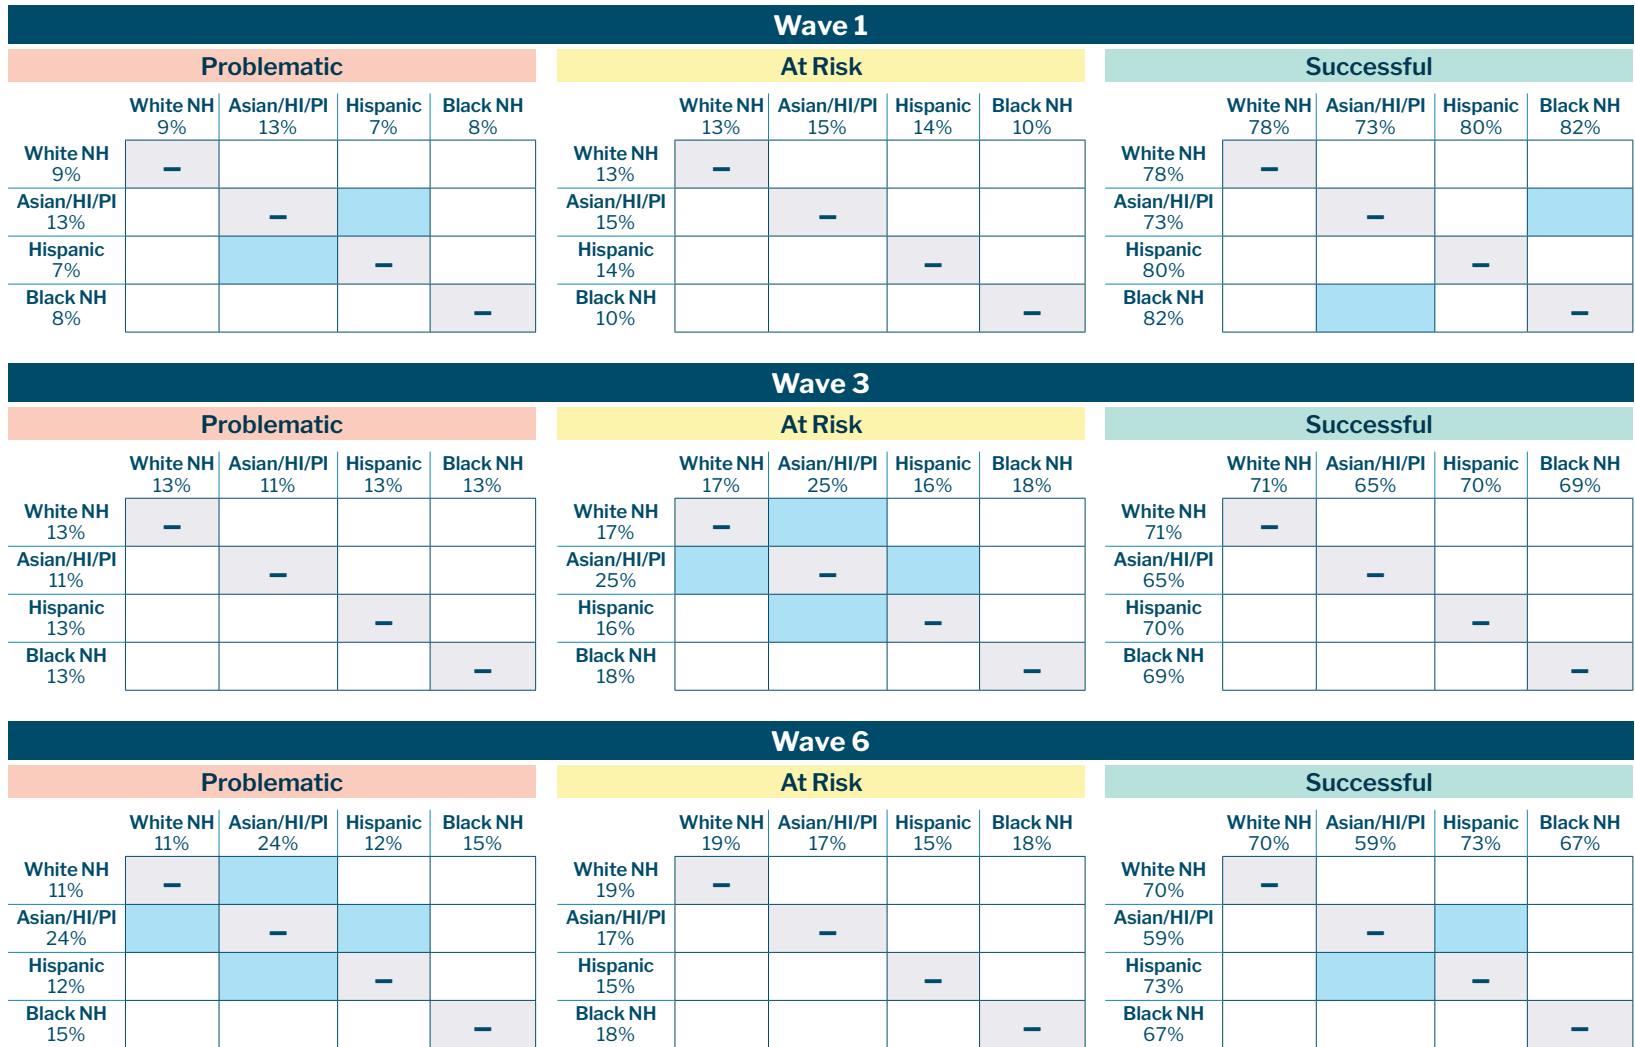 Wave 1
Problematic
At Risk
Successful
White NH Asian/HI/PI Hispanic Black NH
9% 13% 7% 8%
White NH
9%
–
Asian/HI/PI
13%
–
Hispanic
7%
–
Black NH
8%
–
White NH Asian/HI/PI Hispanic Black NH
13% 15% 14% 10%
White NH
13%
–
Asian/HI/PI
15%
–
Hispanic
14%
–
Black NH
10%
–
White NH Asian/HI/PI Hispanic Black NH
78% 73% 80% 82%
White NH
78%
–
Asian/HI/PI
73%
–
Hispanic
80%
–
Black NH
82%
–
Wave 3
Problematic
At Risk
Successful
White NH Asian/HI/PI Hispanic Black NH
13% 11% 13% 13%
White NH
13%
–
Asian/HI/PI
11%
–
Hispanic
13%
–
Black NH
13%
–
White NH Asian/HI/PI Hispanic Black NH
17% 25% 16% 18%
White NH
17%
–
Asian/HI/PI
25%
–
Hispanic
16%
–
Black NH
18%
–
White NH Asian/HI/PI Hispanic Black NH
71% 65% 70% 69%
White NH
71%
–
Asian/HI/PI
65%
–
Hispanic
70%
–
Black NH
69%
–
Wave 6
Problematic
At Risk
Successful
White NH Asian/HI/PI Hispanic Black NH
11% 24% 12% 15%
White NH
11%
–
Asian/HI/PI
24%
–
Hispanic
12%
–
Black NH
15%
–
White NH Asian/HI/PI Hispanic Black NH
19% 17% 15% 18%
White NH
19%
–
Asian/HI/PI
17%
–
Hispanic
15%
–
Black NH
18%
–
White NH Asian/HI/PI Hispanic Black NH
70% 59% 73% 67%
White NH
70%
–
Asian/HI/PI
59%
–
Hispanic
73%
–
Black NH
67%
–